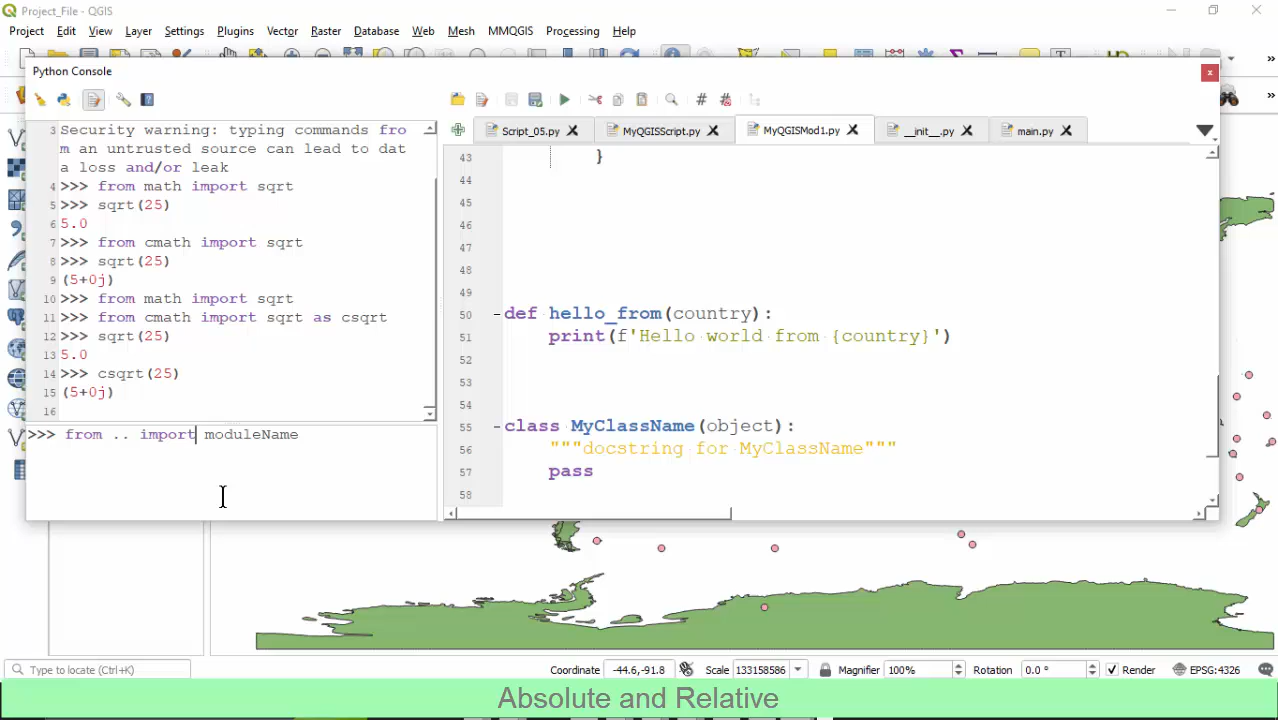 Project_File - QGIS
Project Edit View Layer Settings Plugins Vector Raster Database Web Mesh MMQGIS Processing Help
Python Console
Script_05.py MyQGISScript.py MyQGISMod1.py __init__.py main.py
3 Security warning: typing commands fro
m an untrusted source can lead to dat
a loss and/or leak
4 >>> from math import sqrt
5 >>> sqrt(25)
6 5.0
7 >>> from cmath import sqrt
8 >>> sqrt(25)
9 (5+0j)
10 >>> from math import sqrt
11 >>> from cmath import sqrt as csqrt
12 >>> sqrt(25)
13 5.0
14 >>> csqrt(25)
15 (5+0j)
16
>>> from .. import moduleName
43 }
44
45
46
47
48
49
50 def hello_from(country):
51 print(f'Hello world from {country}')
52
53
54
55 class MyClassName(object):
56 """docstring for MyClassName"""
57 pass
58
Type to locate (Ctrl+K) Coordinate -44.6,-91.8 Scale 133158586 Magnifier 100% Rotation 0.0 ° Render EPSG:4326
Absolute and Relative